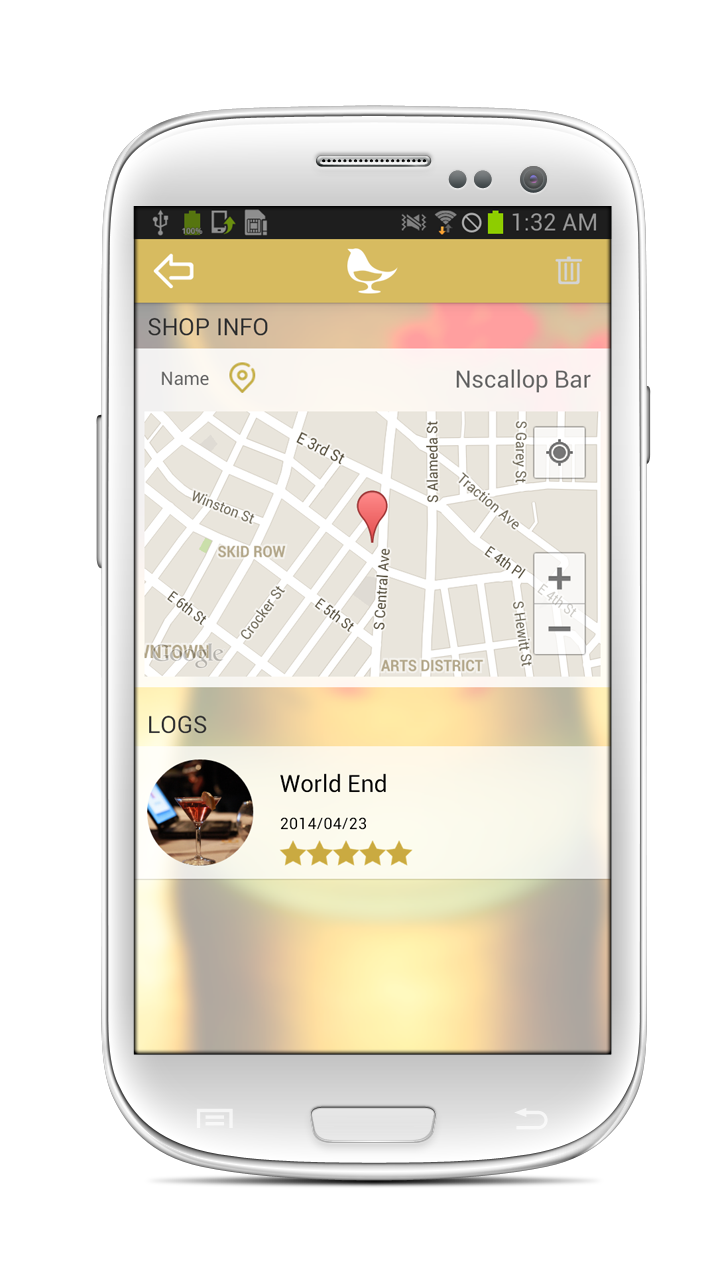 100%
1:32 AM
SHOP INFO
Name
Nscallop Bar
E 3rd St
S Alameda St
S Garey St
Traction Ave
Winston St
SKID ROW
E 4th Pl
E 4th St
S Central Ave
E 6th St
Crocker St
E 5th St
S Hewitt St
NTOWN
Google
ARTS DISTRICT
LOGS
World End
2014/04/23